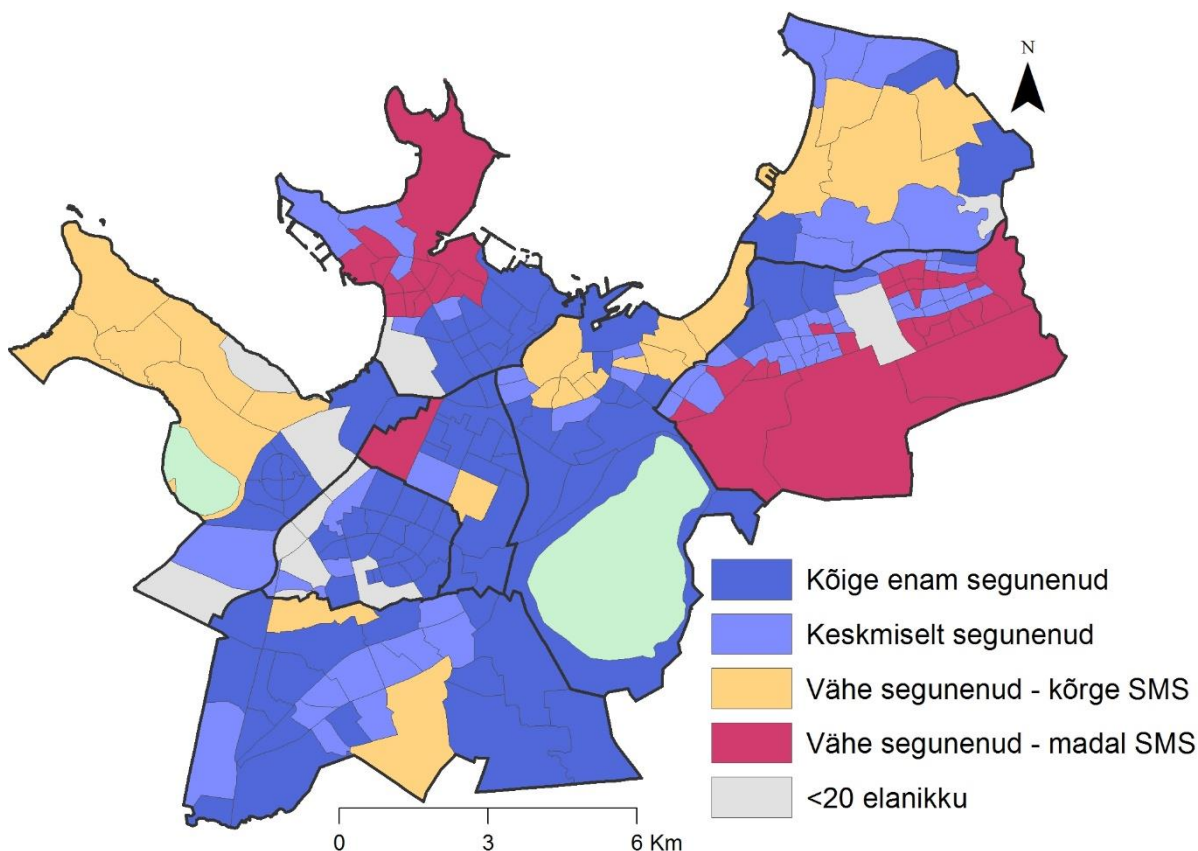 N
Kõige enam segunenud
Keskmiselt segunenud
Vähe segunenud - kõrge SMS
Vähe segunenud - madal SMS
<20 elanikku
0 3 6 Km